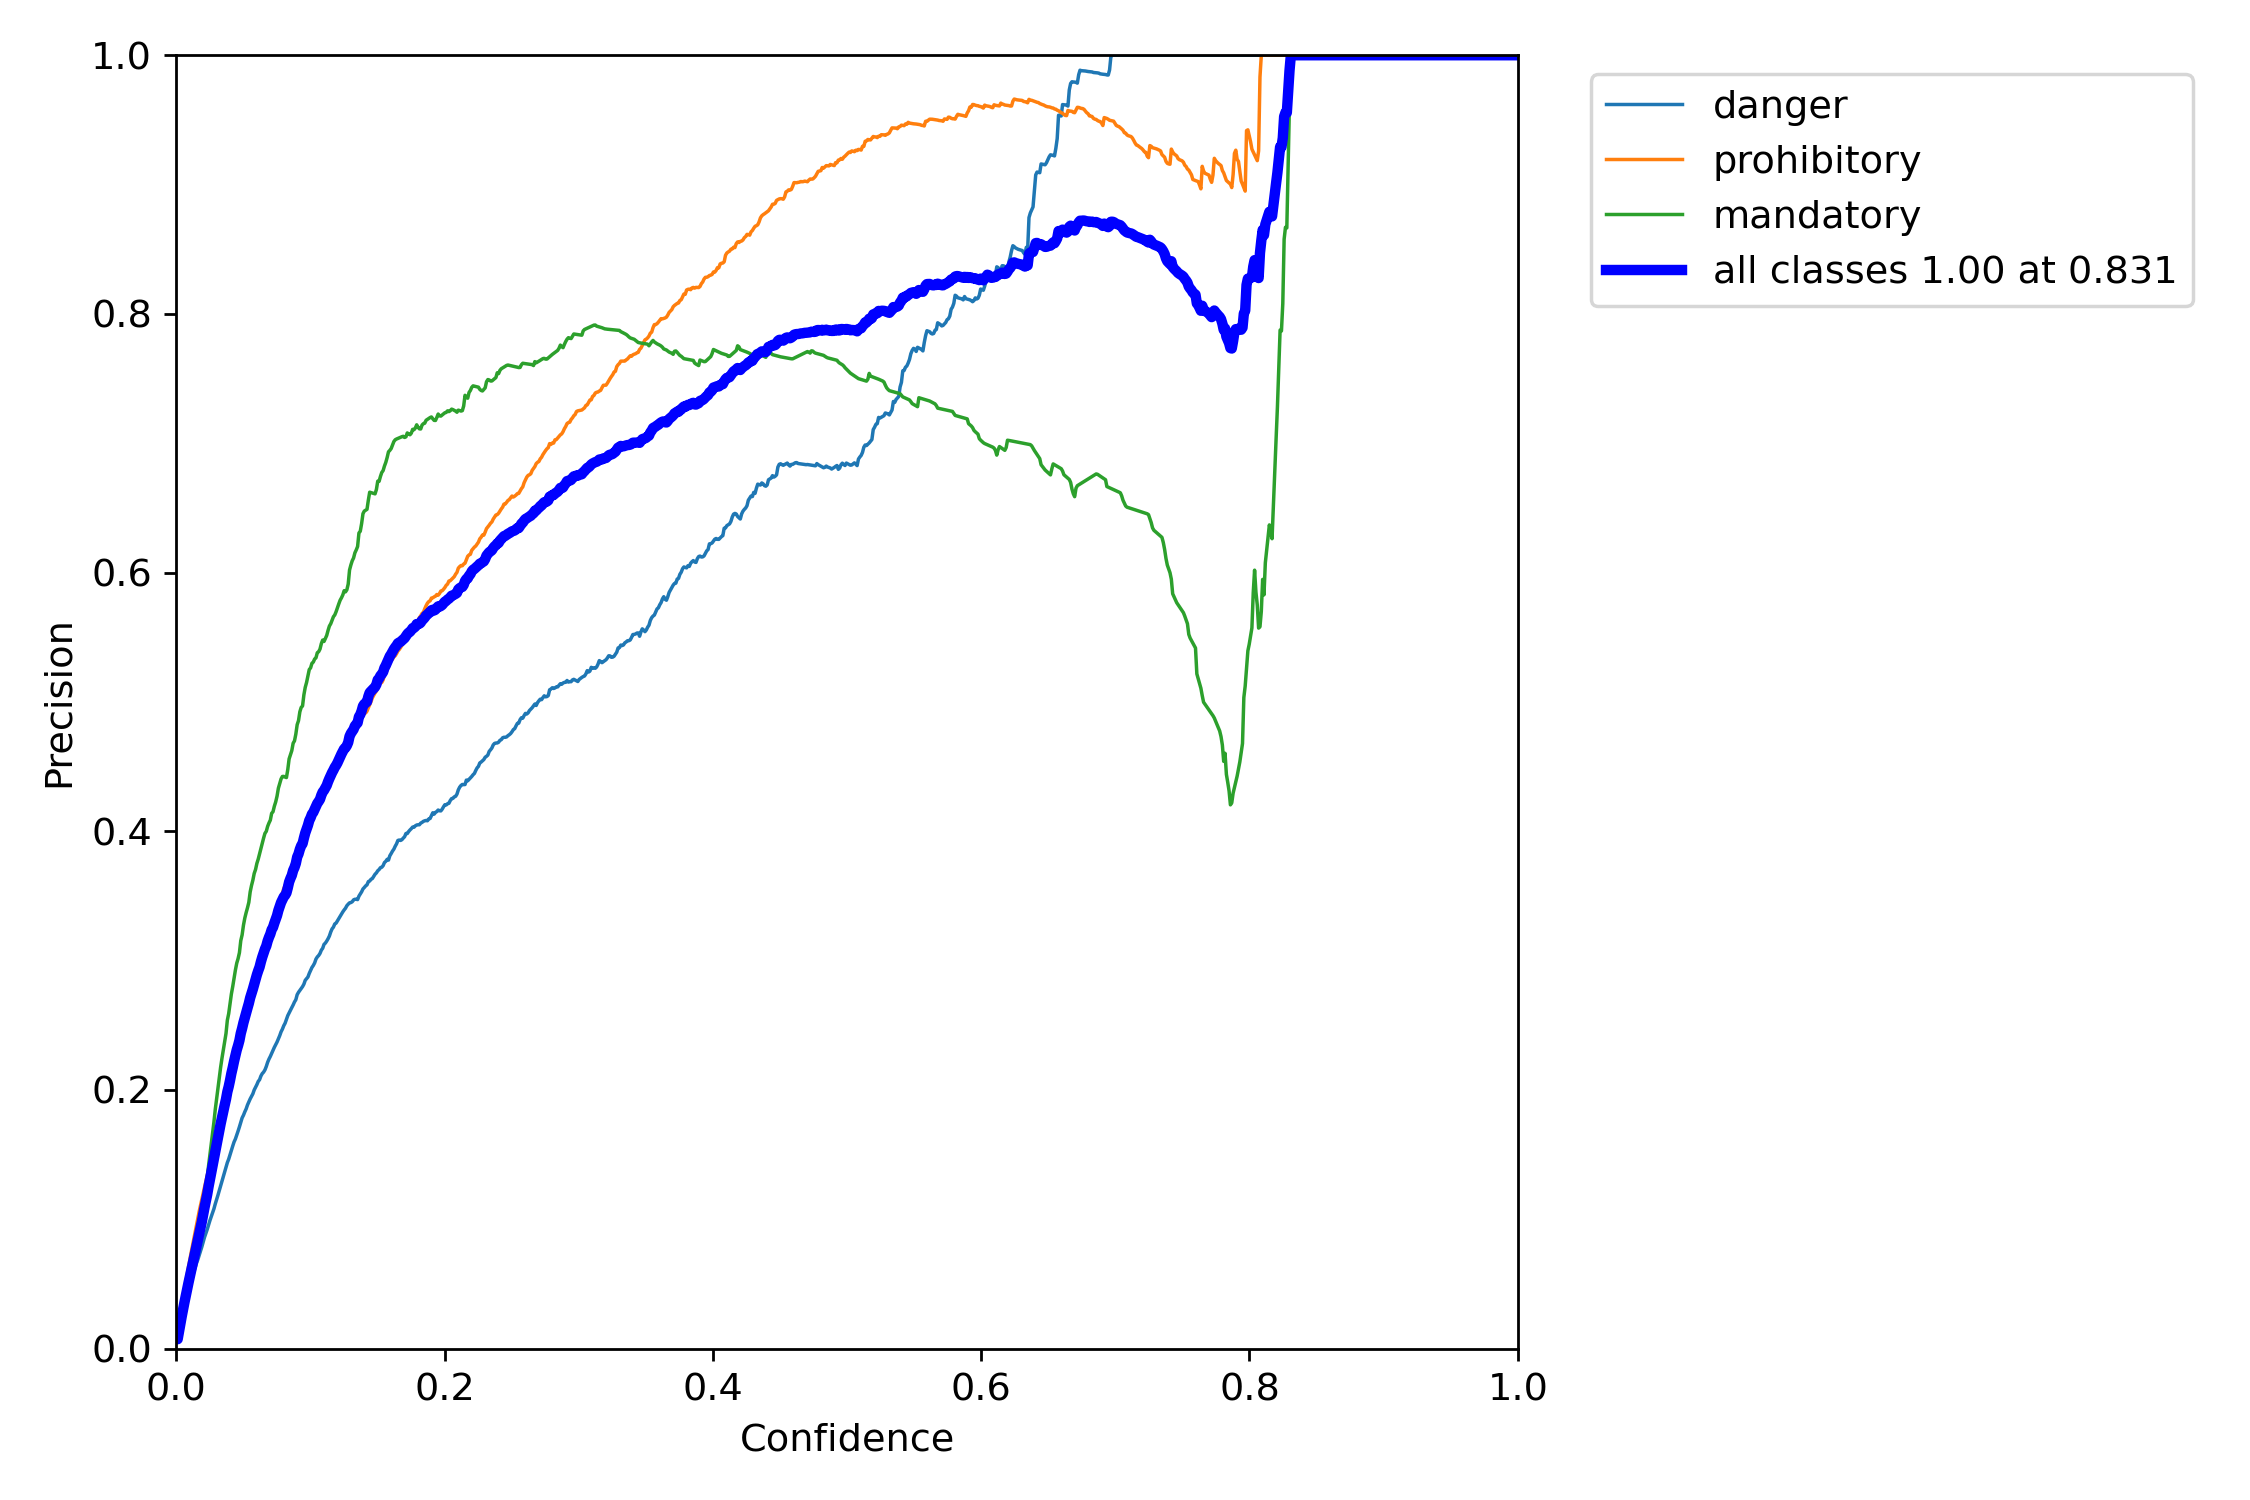 1.0
0.8
0.6
0.4
0.2
0.0
Precision
0.0 0.2 0.4 0.6 0.8 1.0
Confidence
danger
prohibitory
mandatory
all classes 1.00 at 0.831